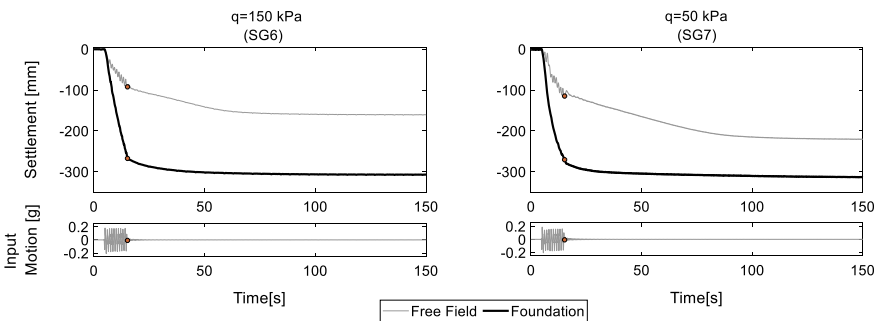 q=150 kPa
(SG6)
q=50 kPa
(SG7)
Settlement [mm]
0
-100
-200
-300
0 50 100 150
0
-100
-200
-300
0 50 100 150
Input
Motion [g]
0.2
0
-0.2
0 50 100 150
0.2
0
-0.2
0 50 100 150
Time[s]
Time[s]
Free Field Foundation